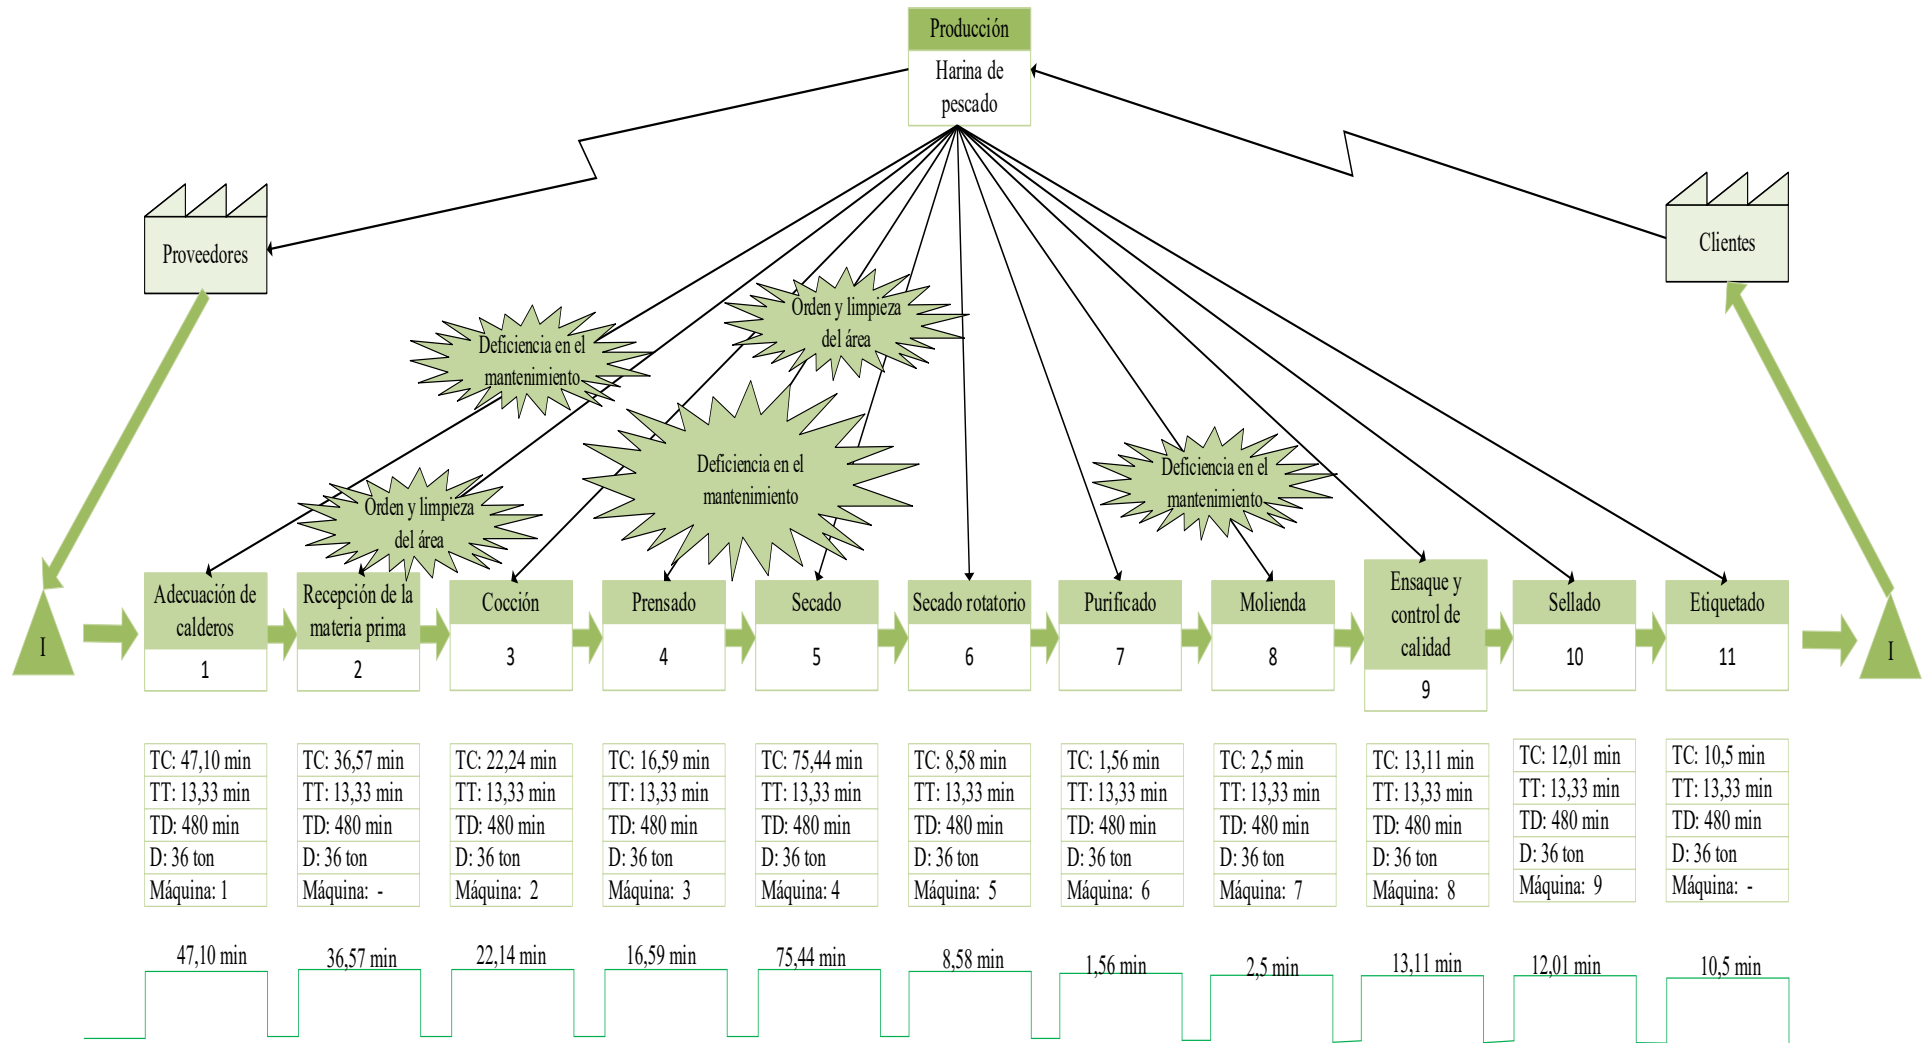 Producción
Harina de
pescado
Proveedores
Clientes
Orden y limpieza
del área
Deficiencia en el
mantenimiento
Deficiencia en el
mantenimiento
Deficiencia en el
mantenimiento
Orden y limpieza
del área
I
Adecuación de
calderos
1
Recepción de la
materia prima
2
Cocción
3
Prensado
4
Secado
5
Secado rotatorio
6
Purificado
7
Molienda
8
Ensaque y
control de
calidad
9
Sellado
10
Etiquetado
11
I
TC: 47,10 min
TT: 13,33 min
TD: 480 min
D: 36 ton
Máquina: 1
TC: 36,57 min
TT: 13,33 min
TD: 480 min
D: 36 ton
Máquina: -
TC: 22,24 min
TT: 13,33 min
TD: 480 min
D: 36 ton
Máquina: 2
TC: 16,59 min
TT: 13,33 min
TD: 480 min
D: 36 ton
Máquina: 3
TC: 75,44 min
TT: 13,33 min
TD: 480 min
D: 36 ton
Máquina: 4
TC: 8,58 min
TT: 13,33 min
TD: 480 min
D: 36 ton
Máquina: 5
TC: 1,56 min
TT: 13,33 min
TD: 480 min
D: 36 ton
Máquina: 6
TC: 2,5 min
TT: 13,33 min
TD: 480 min
D: 36 ton
Máquina: 7
TC: 13,11 min
TT: 13,33 min
TD: 480 min
D: 36 ton
Máquina: 8
TC: 12,01 min
TT: 13,33 min
TD: 480 min
D: 36 ton
Máquina: 9
TC: 10,5 min
TT: 13,33 min
TD: 480 min
D: 36 ton
Máquina: -
47,10 min
36,57 min
22,14 min
16,59 min
75,44 min
8,58 min
1,56 min
2,5 min
13,11 min
12,01 min
10,5 min